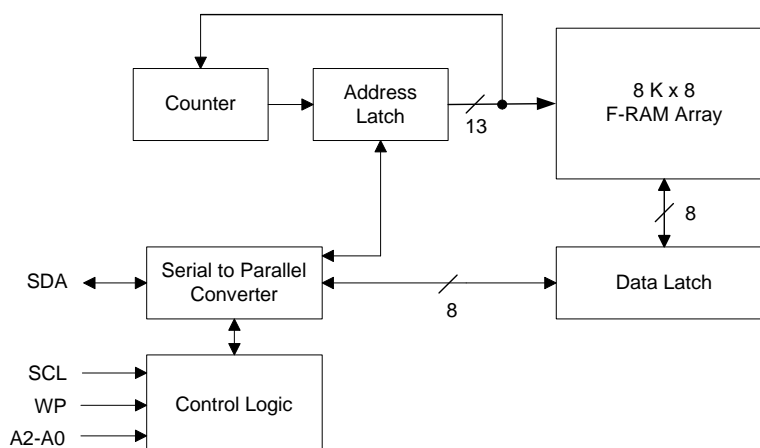 8 K x 8
F-RAM Array
Counter
Address
Latch
13
8
SDA
Serial to Parallel
Converter
8
Data Latch
SCL
WP
A2-A0
Control Logic